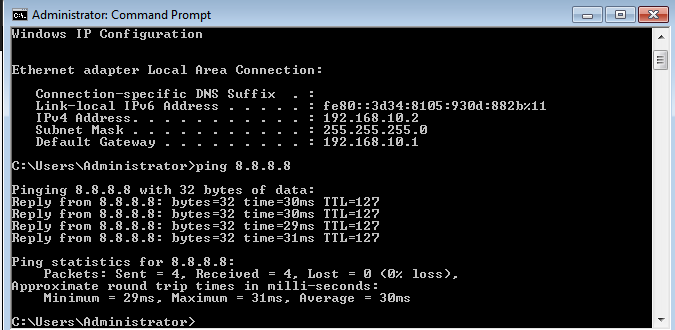 Administrator: Command Prompt
Windows IP Configuration
Ethernet adapter Local Area Connection:
Connection-specific DNS Suffix  . :
Link-local IPv6 Address . . . . . : fe80::3d34:8105:930d:882b%11
IPv4 Address. . . . . . . . . . . : 192.168.10.2
Subnet Mask . . . . . . . . . . . : 255.255.255.0
Default Gateway . . . . . . . . . : 192.168.10.1
C:\Users\Administrator>ping 8.8.8.8
Pinging 8.8.8.8 with 32 bytes of data:
Reply from 8.8.8.8: bytes=32 time=30ms TTL=127
Reply from 8.8.8.8: bytes=32 time=30ms TTL=127
Reply from 8.8.8.8: bytes=32 time=29ms TTL=127
Reply from 8.8.8.8: bytes=32 time=31ms TTL=127
Ping statistics for 8.8.8.8:
Packets: Sent = 4, Received = 4, Lost = 0 (0% loss),
Approximate round trip times in milli-seconds:
Minimum = 29ms, Maximum = 31ms, Average = 30ms
C:\Users\Administrator>